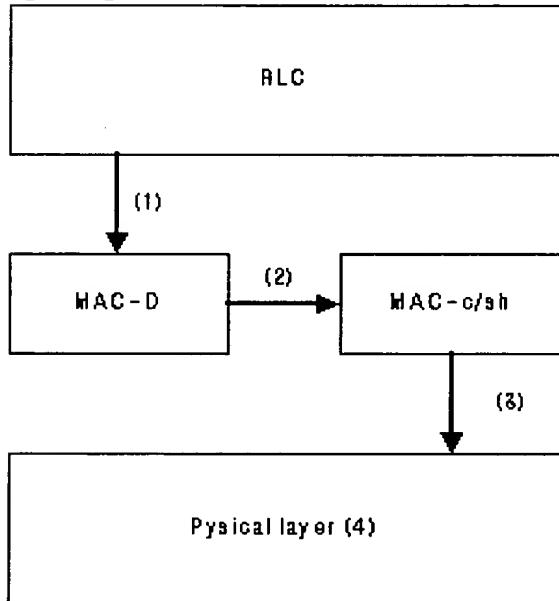 RLC
(1)
MAC-D
(2)
MAC-c/sh
(3)
Pysical layer (4)